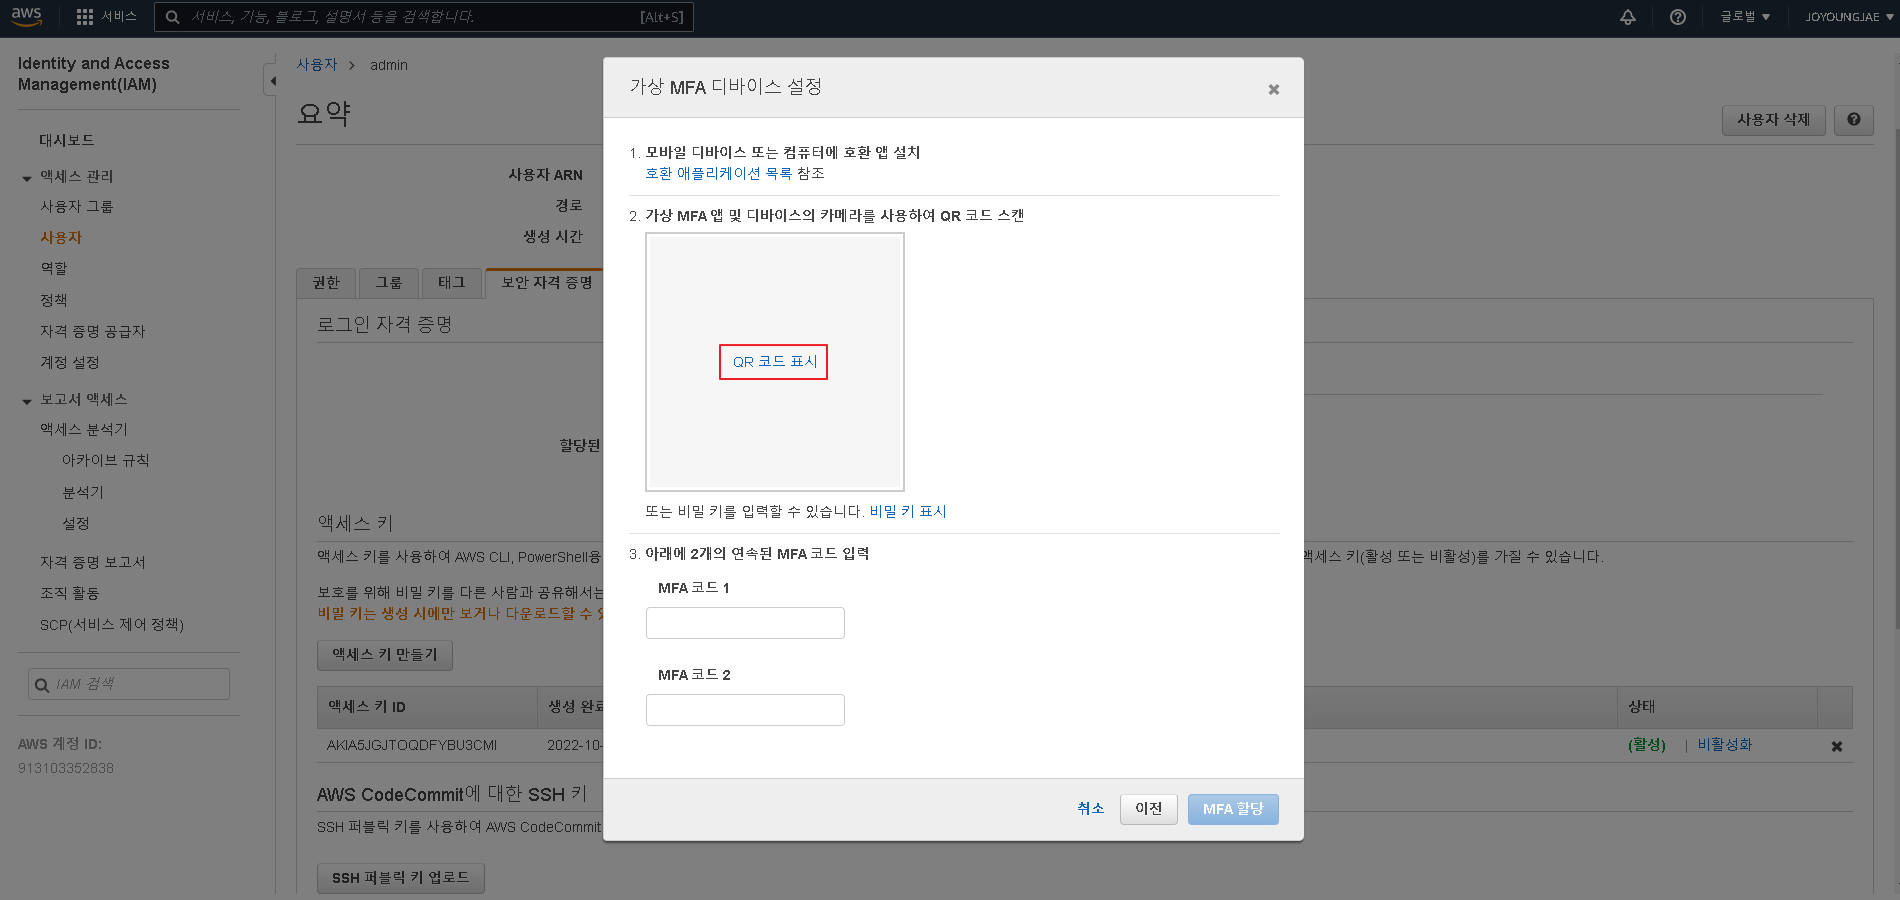 aws
서비스
서비스, 기능, 블로그, 설명서 등을 검색합니다.
[Alt+S]
글로벌
JOYOUNGJAE
Identity and Access
Management(IAM)
대시보드
액세스 관리
사용자 그룹
사용자
역할
정책
자격 증명 공급자
계정 설정
보고서 액세스
액세스 분석기
아카이브 규칙
분석기
설정
자격 증명 보고서
조직 활동
SCP(서비스 제어 정책)
IAM 검색
AWS 계정 ID:
913103352838
사용자 > admin
요약
사용자 삭제
사용자 ARN
경로
생성 시간
권한
그룹
태그
보안 자격 증명
로그인 자격 증명
할당된
액세스 키
액세스 키를 사용하여 AWS CLI, PowerShell용
액세스 키(활성 또는 비활성)를 가질 수 있습니다.
보호를 위해 비밀 키를 다른 사람과 공유해서는
비밀 키는 생성 시에만 보거나 다운로드할 수
액세스 키 만들기
액세스 키 ID
생성 완료
상태
AKIA5JGJTOQDFYBU3CMI
2022-10-
(활성) | 비활성화
AWS CodeCommit에 대한 SSH 키
SSH 퍼블릭 키를 사용하여 AWS CodeCommit
SSH 퍼블릭 키 업로드
가상 MFA 디바이스 설정
1. 모바일 디바이스 또는 컴퓨터에 호환 앱 설치
호환 애플리케이션 목록 참조
2. 가상 MFA 앱 및 디바이스의 카메라를 사용하여 QR 코드 스캔
QR 코드 표시
또는 비밀 키를 입력할 수 있습니다. 비밀 키 표시
3. 아래에 2개의 연속된 MFA 코드 입력
MFA 코드 1
MFA 코드 2
취소
이전
MFA 할당